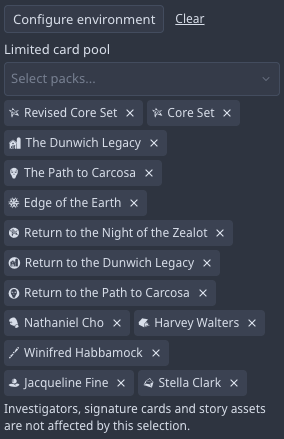 Configure environment Clear
Limited card pool
Select packs...
Revised Core Set × Core Set ×
The Dunwich Legacy ×
The Path to Carcosa ×
Edge of the Earth ×
Return to the Night of the Zealot ×
Return to the Dunwich Legacy ×
Return to the Path to Carcosa ×
Nathaniel Cho × Harvey Walters ×
Winifred Habbamock ×
Jacqueline Fine × Stella Clark ×
Investigators, signature cards and story assets
are not affected by this selection.